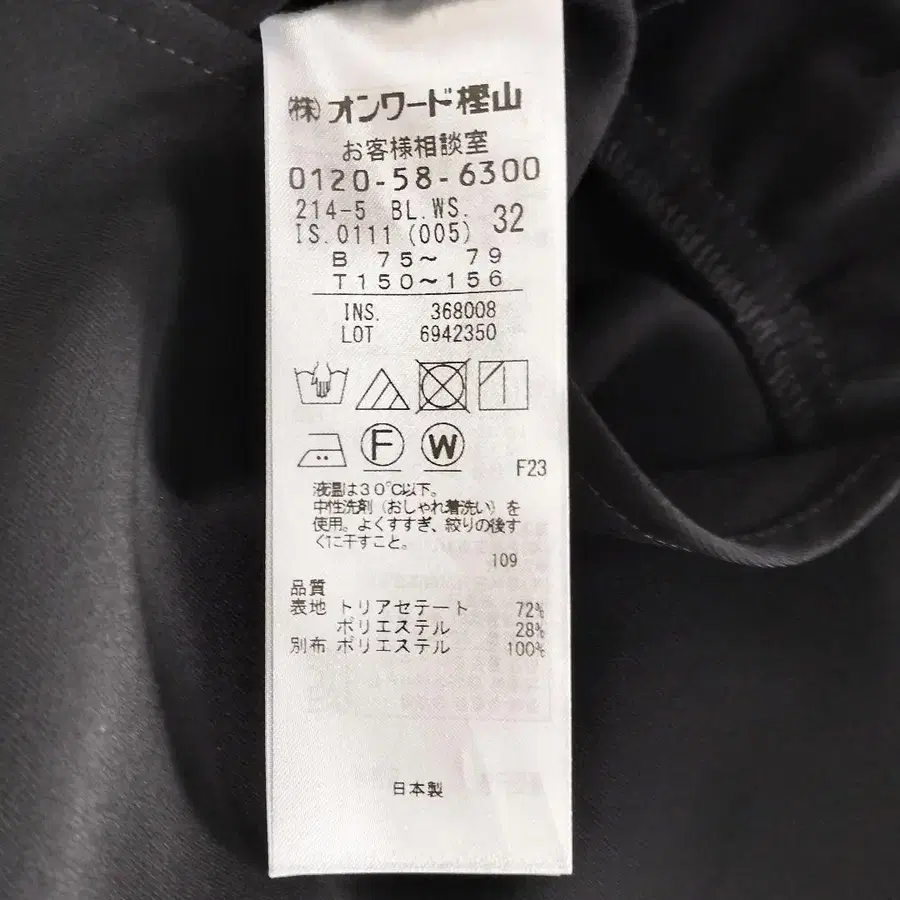 (株)オンワード樫山
お客様相談室
0120-58-6300
214-5 BL.WS. 32
IS.0111 (005)
B 75～ 79
T150～156
INS. 368008
LOT 6942350
F W
F23
液温は30℃以下。
中性洗剤（おしゃれ着洗い）を
使用。よくすすぎ、絞りの後す
ぐに干すこと。
109
品質
表地 トリアセテート 72%
ポリエステル 28%
別布 ポリエステル 100%
日本製